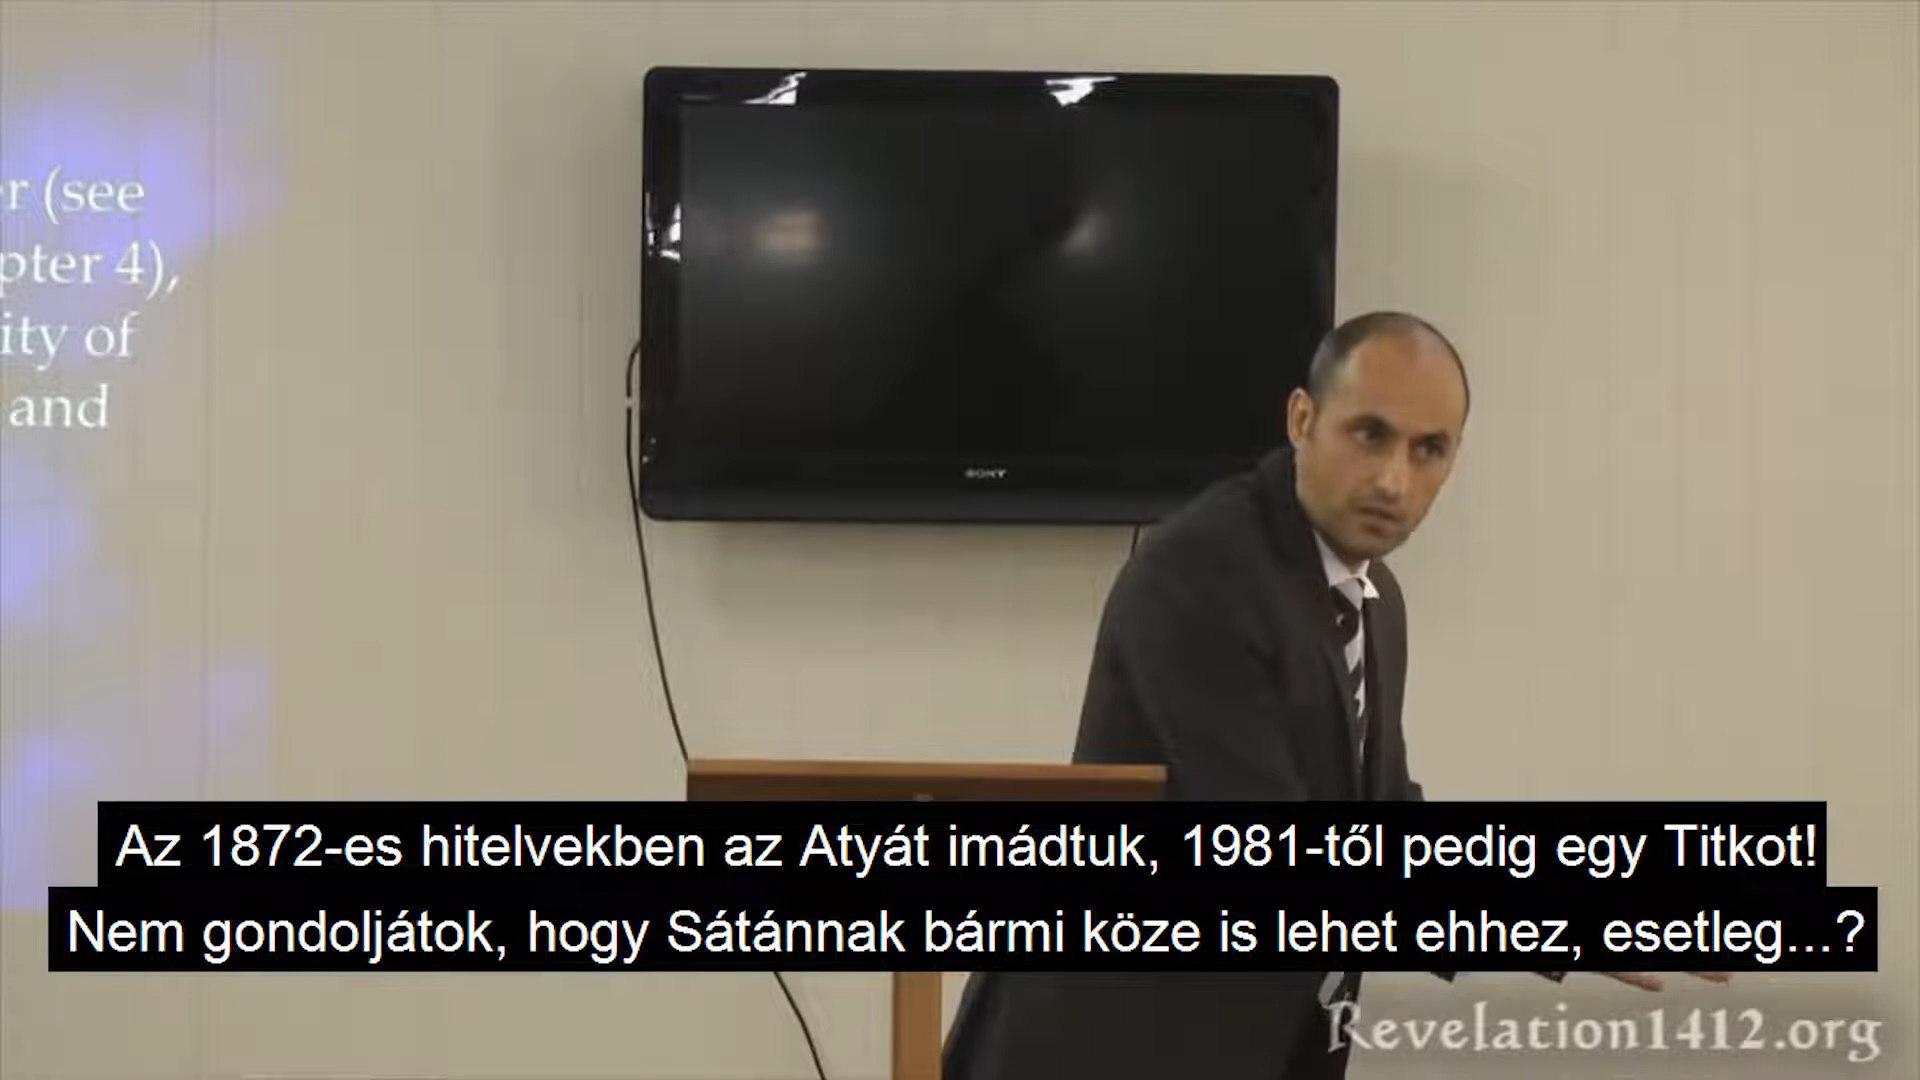 r (see
pter 4),
ity of
and
SONY
Az 1872-es hitelvekben az Atyát imádtuk, 1981-től pedig egy Titkot!
Nem gondoljátok, hogy Sátánnak bármi köze is lehet ehhez, esetleg...?
Revelation1412.org